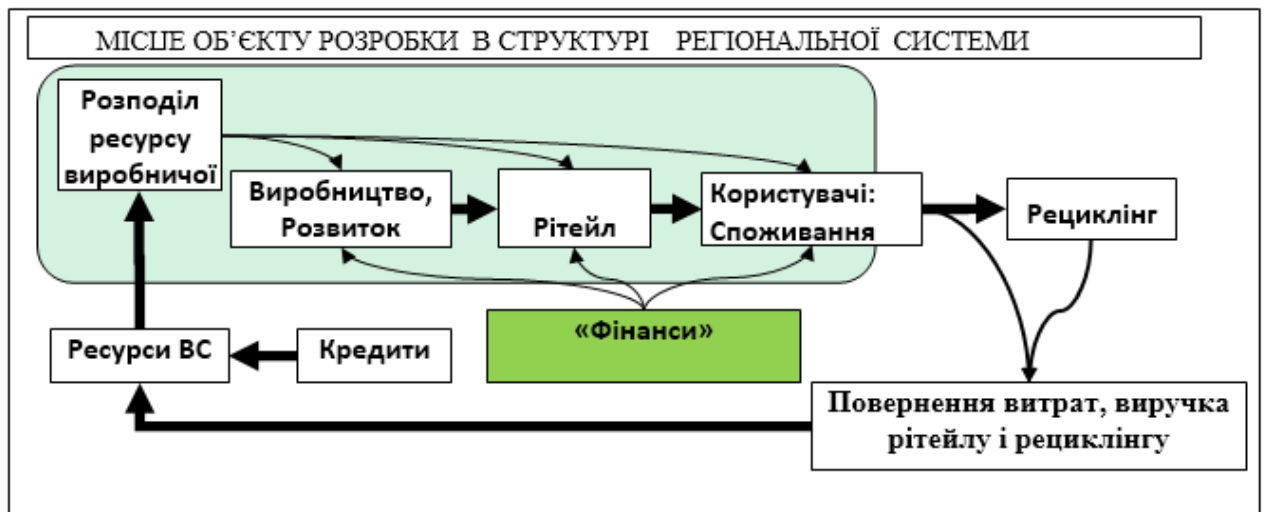 МІСЦЕ ОБ’ЄКТУ РОЗРОБКИ В СТРУКТУРІ РЕГІОНАЛЬНОЇ СИСТЕМИ
Розподіл
ресурсу
виробничої
Виробництво,
Розвиток
Рітейл
Користувачі:
Споживання
Рециклінг
«Фінанси»
Ресурси ВС
Кредити
Повернення витрат, виручка
рітейлу і рециклінгу